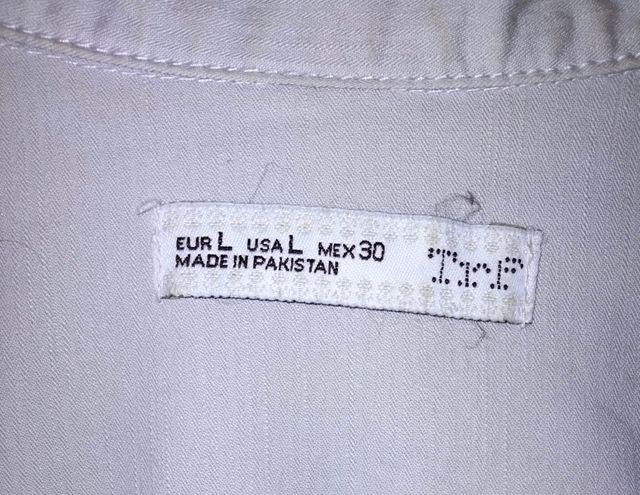 EUR L USA L MEX 30
MADE IN PAKISTAN
TrF